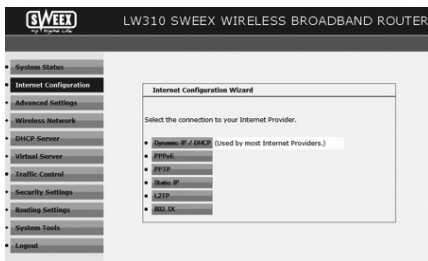 SWEEX
my digital life
LW310 SWEEX WIRELESS BROADBAND ROUTER
System Status
Internet Configuration
Advanced Settings
Wireless Network
DHCP Server
Virtual Server
Traffic Control
Security Settings
Routing Settings
System Tools
Logout
Internet Configuration Wizard
Select the connection to your Internet Provider.
Dynamic IP / DHCP (Used by most Internet Providers.)
PPPoE
PPTP
Static IP
L2TP
802.1X